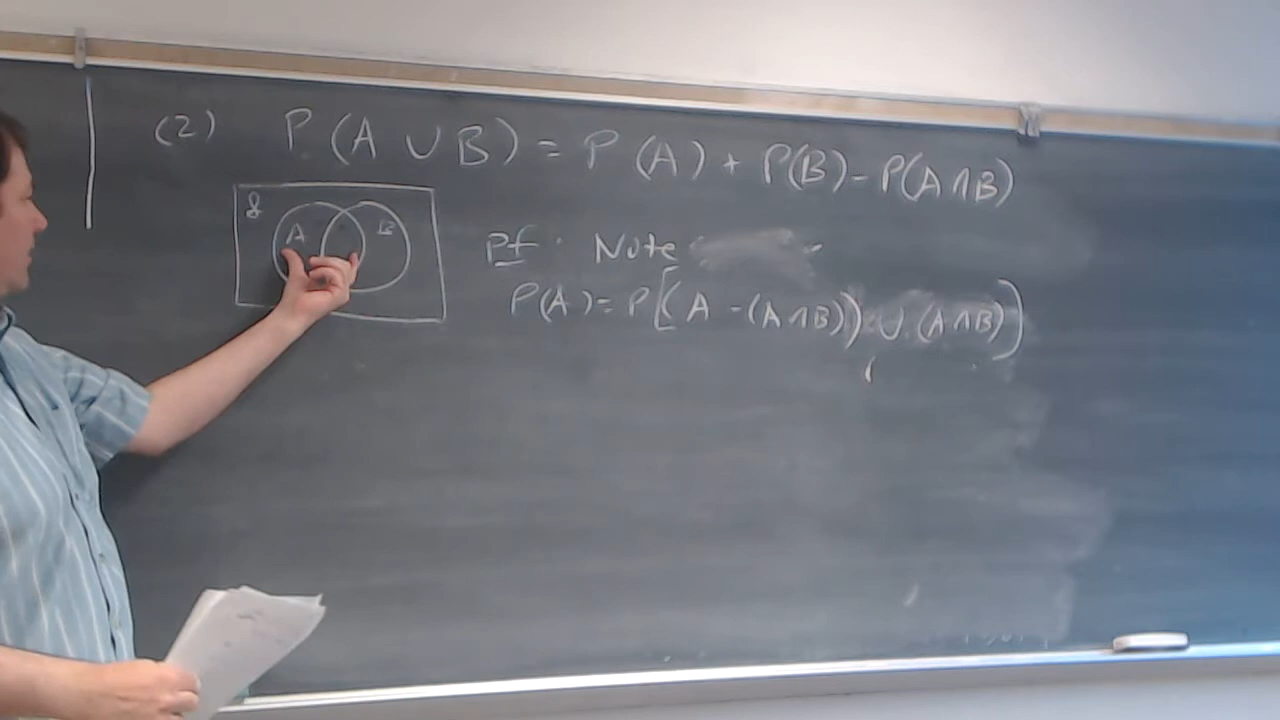 (2) P(A ∪ B) = P(A) + P(B) - P(A ∩ B)
A B
Pf: Note
P(A) = P[(A - (A ∩ B)) ∪ (A ∩ B)]